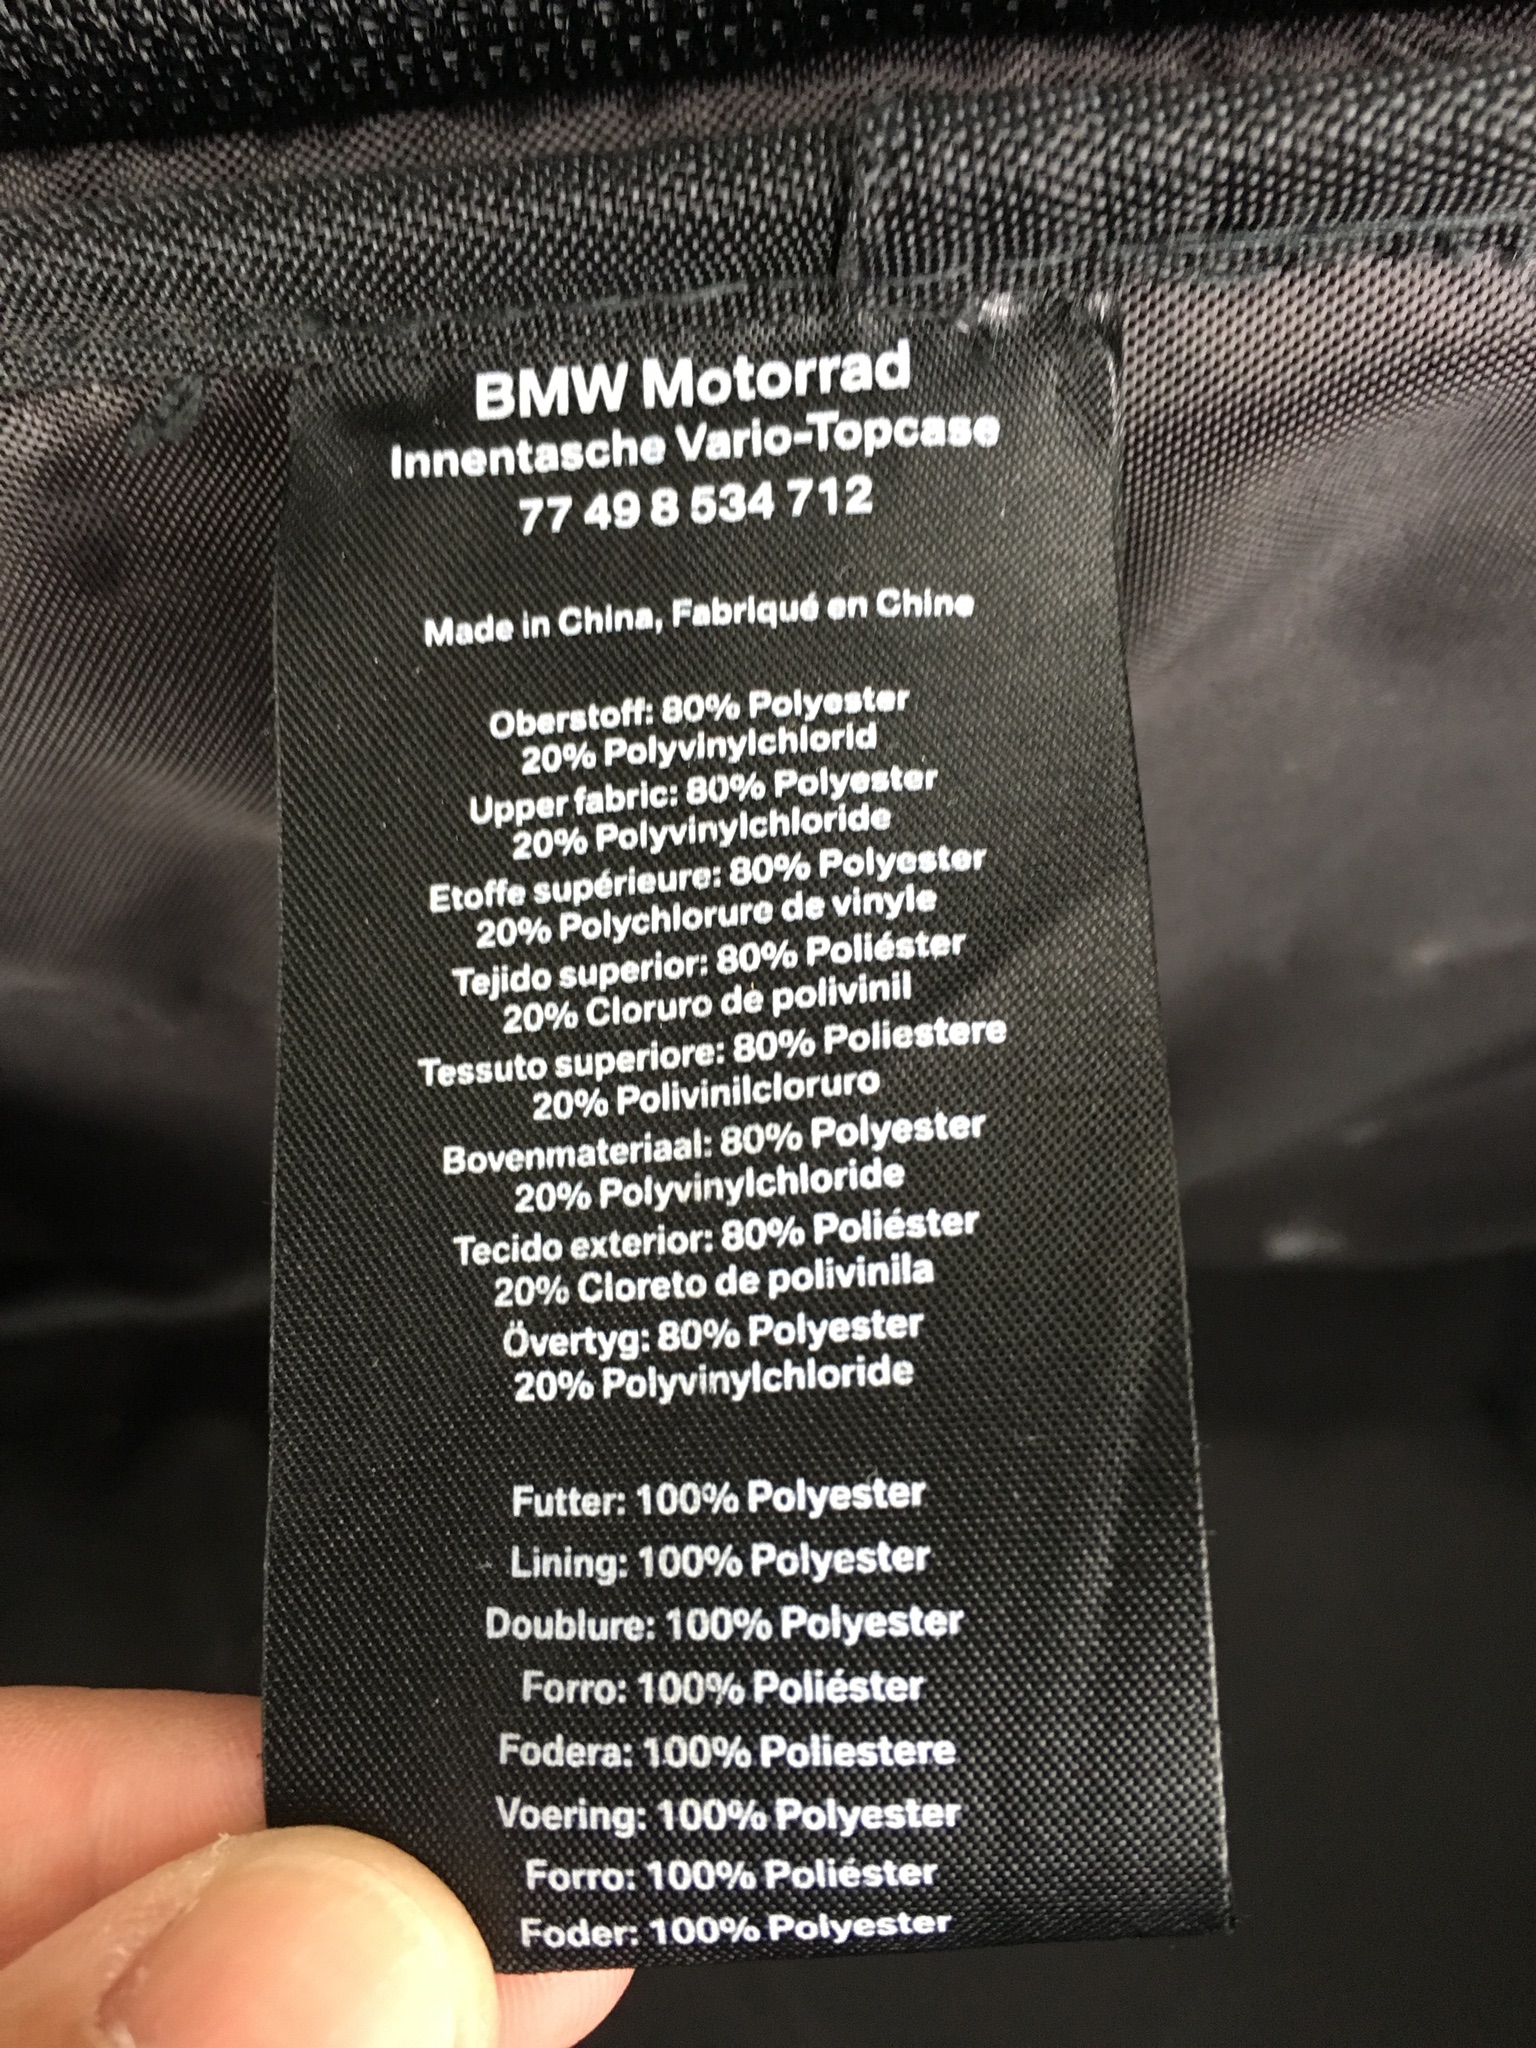 BMW Motorrad
Innentasche Vario-Topcase
77 49 8 534 712
Made in China, Fabriqué en Chine
Oberstoff: 80% Polyester
20% Polyvinylchlorid
Upper fabric: 80% Polyester
20% Polyvinylchloride
Etoffe supérieure: 80% Polyester
20% Polychlorure de vinyle
Tejido superior: 80% Poliéster
20% Cloruro de polivinil
Tessuto superiore: 80% Poliestere
20% Polivinilcloruro
Bovenmateriaal: 80% Polyester
20% Polyvinylchloride
Tecido exterior: 80% Poliéster
20% Cloreto de polivinila
Övertyg: 80% Polyester
20% Polyvinylchloride
Futter: 100% Polyester
Lining: 100% Polyester
Doublure: 100% Polyester
Forro: 100% Poliéster
Fodera: 100% Poliestere
Voering: 100% Polyester
Forro: 100% Poliéster
Foder: 100% Polyester